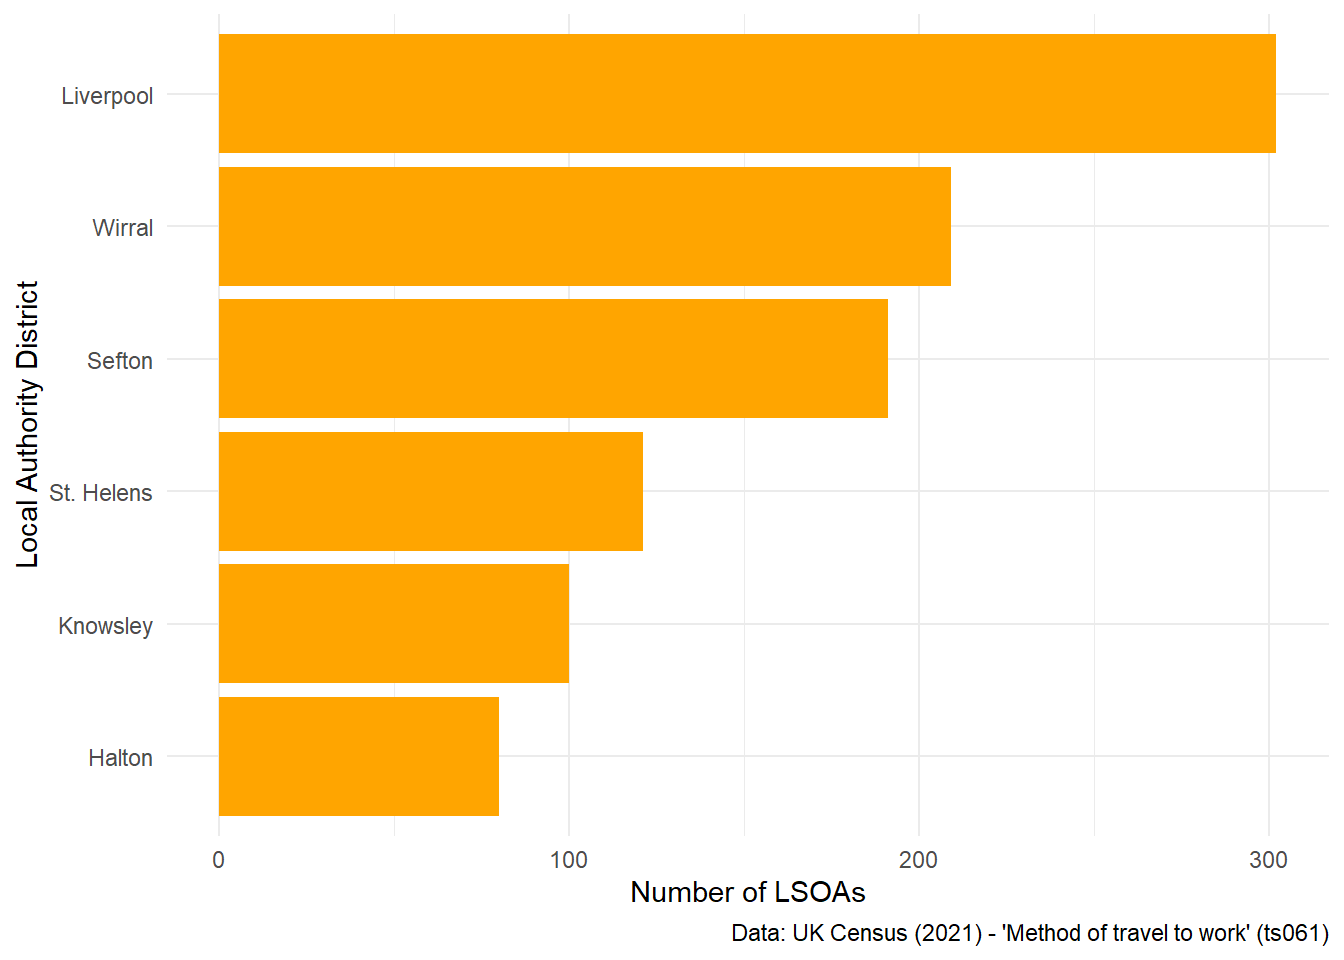 Liverpool
Wirral
Sefton
St. Helens
Knowsley
Halton
Local Authority District
0 100 200 300
Number of LSOAs
Data: UK Census (2021) - 'Method of travel to work' (ts061)